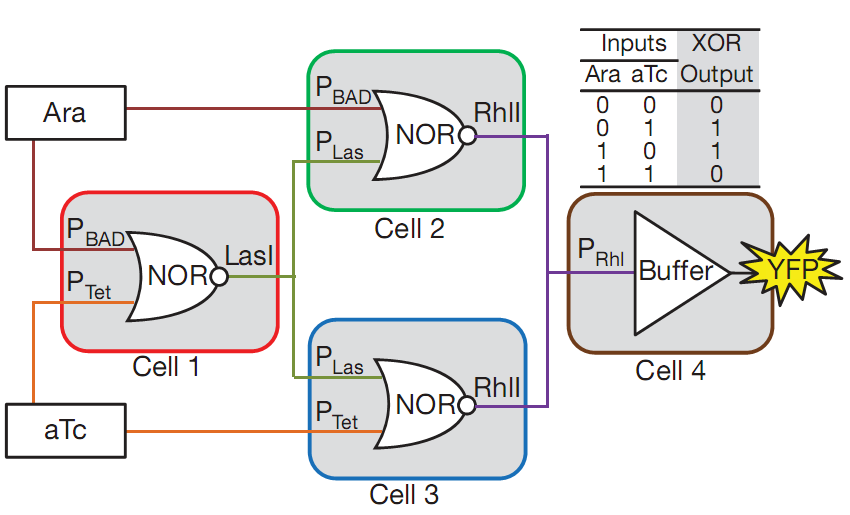 Inputs XOR
Ara aTc Output
0 0 0
0 1 1
1 0 1
1 1 0
Ara
PBAD
PLas
NOR
RhlI
Cell 2
PBAD
PTet
NOR
LasI
Cell 1
PRhl
Buffer
YFP
Cell 4
aTc
PLas
PTet
NOR
RhlI
Cell 3